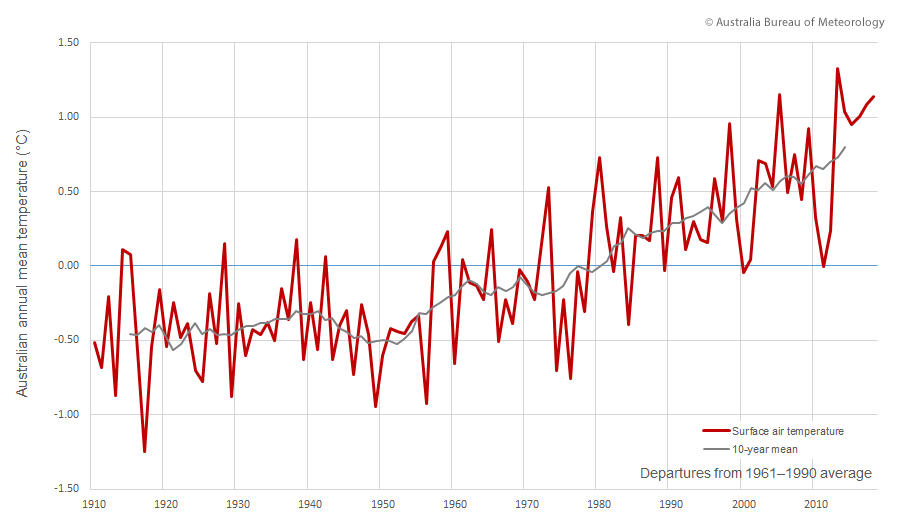 © Australia Bureau of Meteorology
Australian annual mean temperature (°C)
1.50
1.00
0.50
0.00
-0.50
-1.00
-1.50
Surface air temperature
10-year mean
Departures from 1961–1990 average
1910 1920 1930 1940 1950 1960 1970 1980 1990 2000 2010